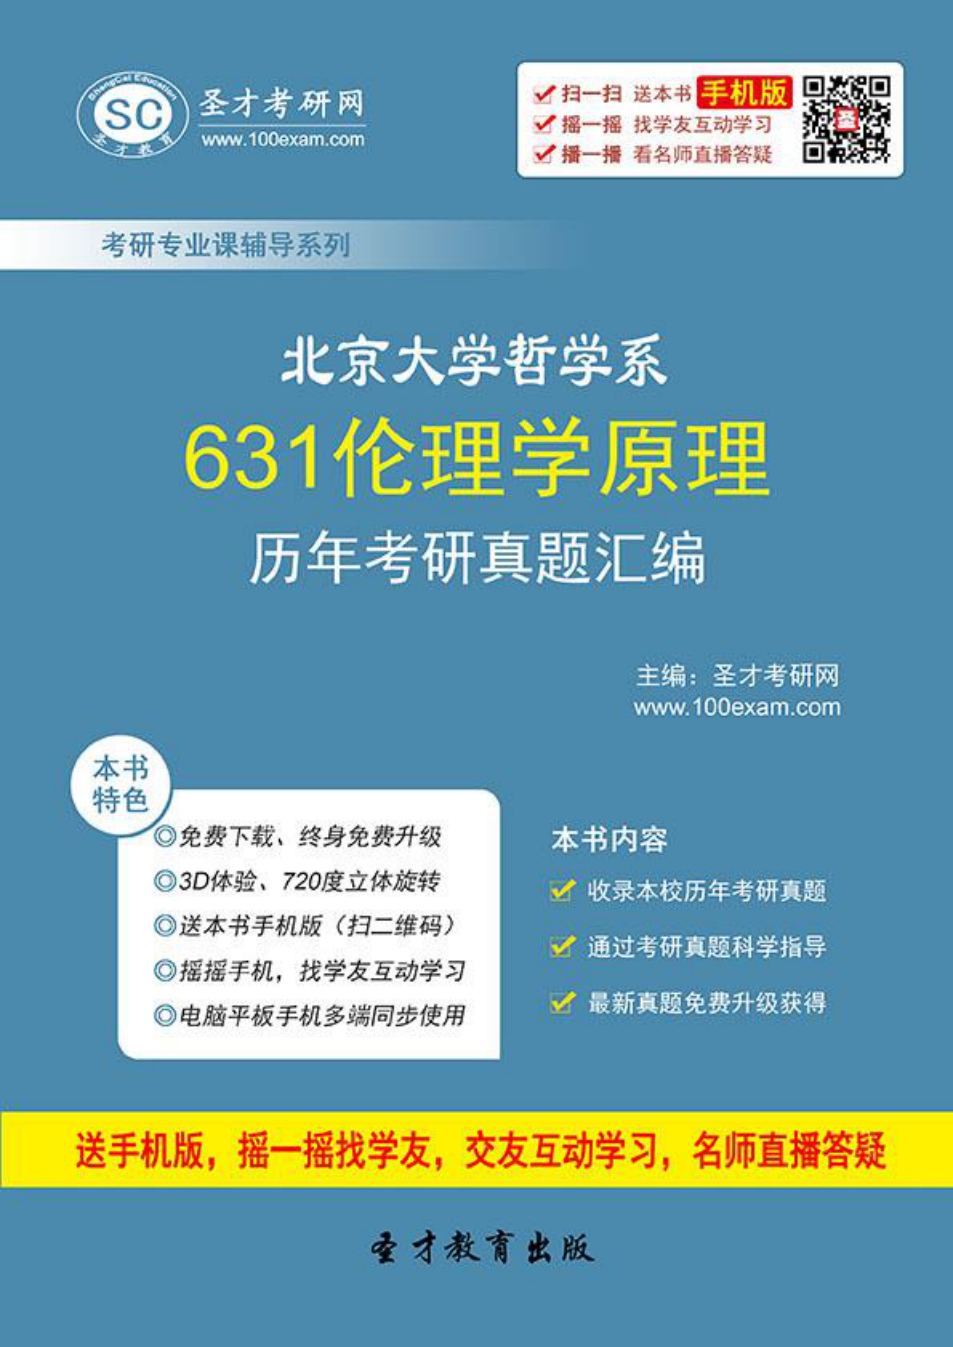 ShengCai Education
SC
圣才教育
圣才考研网
www.100exam.com
扫一扫 送本书 手机版
摇一摇 找学友互动学习
播一播 看名师直播答疑
圣
考研专业课辅导系列
北京大学哲学系
631伦理学原理
历年考研真题汇编
主编：圣才考研网
www.100exam.com
本书
特色
◎免费下载、终身免费升级
◎3D体验、720度立体旋转
◎送本书手机版（扫二维码）
◎摇摇手机，找学友互动学习
◎电脑平板手机多端同步使用
本书内容
收录本校历年考研真题
通过考研真题科学指导
最新真题免费升级获得
送手机版，摇一摇找学友，交友互动学习，名师直播答疑
圣才教育出版